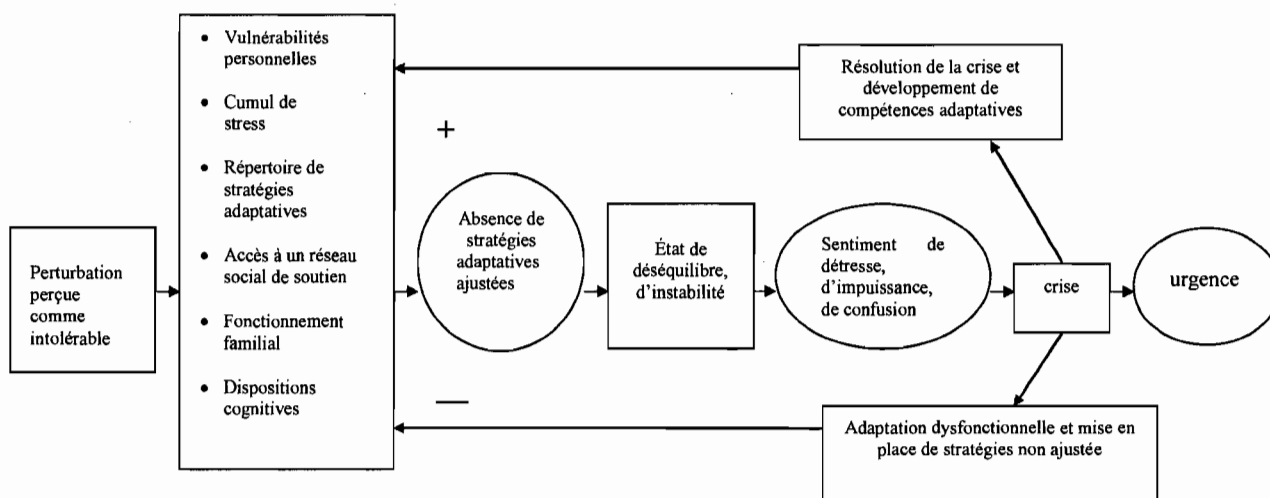 • Vulnérabilités
personnelles
• Cumul de
stress
• Répertoire de
stratégies
adaptatives
• Accès à un réseau
social de soutien
• Fonctionnement
familial
• Dispositions
cognitives
Perturbation
perçue
comme
intolérable
+
—
Absence de
stratégies
adaptatives
ajustées
État de
déséquilibre,
d'instabilité
Sentiment de
détresse,
d'impuissance,
de confusion
crise
urgence
Résolution de la crise et
développement de
compétences adaptatives
Adaptation dysfonctionnelle et mise en
place de stratégies non ajustée